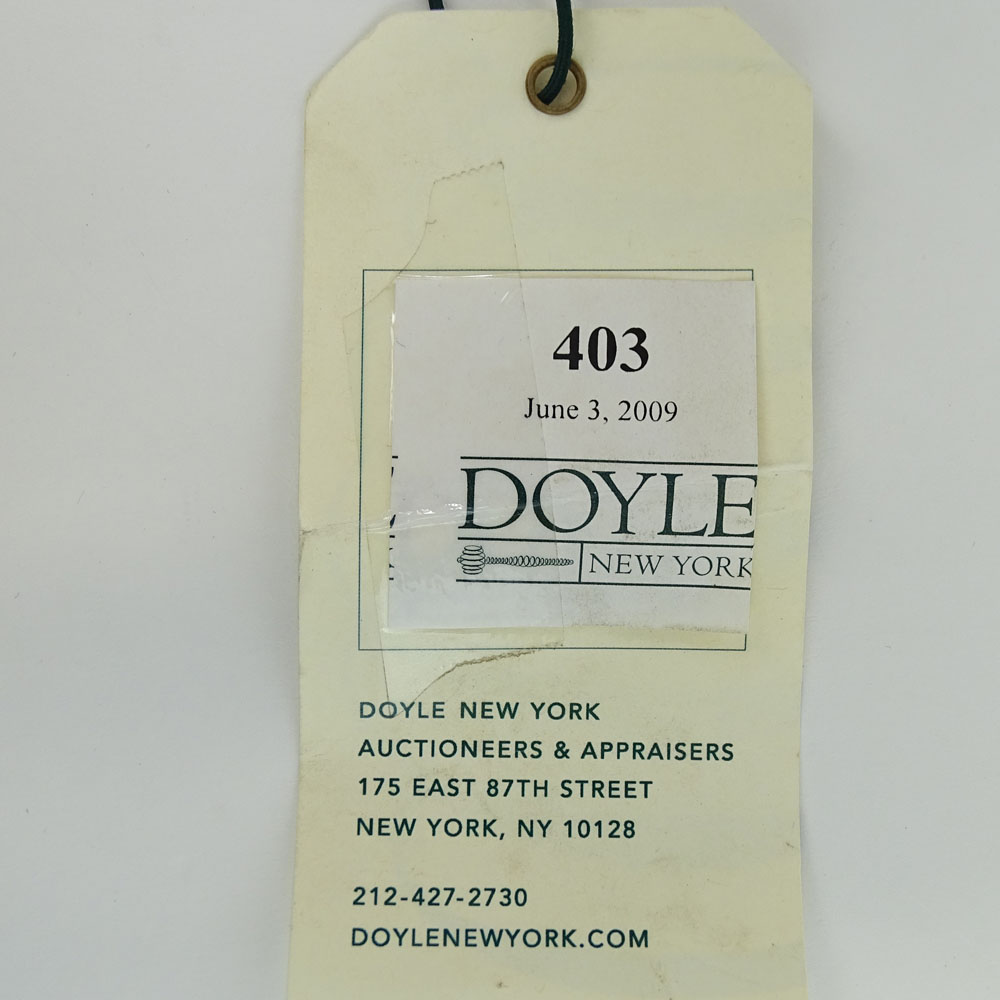 403
June 3, 2009
DOYLE
NEW YORK
DOYLE NEW YORK
AUCTIONEERS & APPRAISERS
175 EAST 87TH STREET
NEW YORK, NY 10128
212-427-2730
DOYLENEWYORK.COM